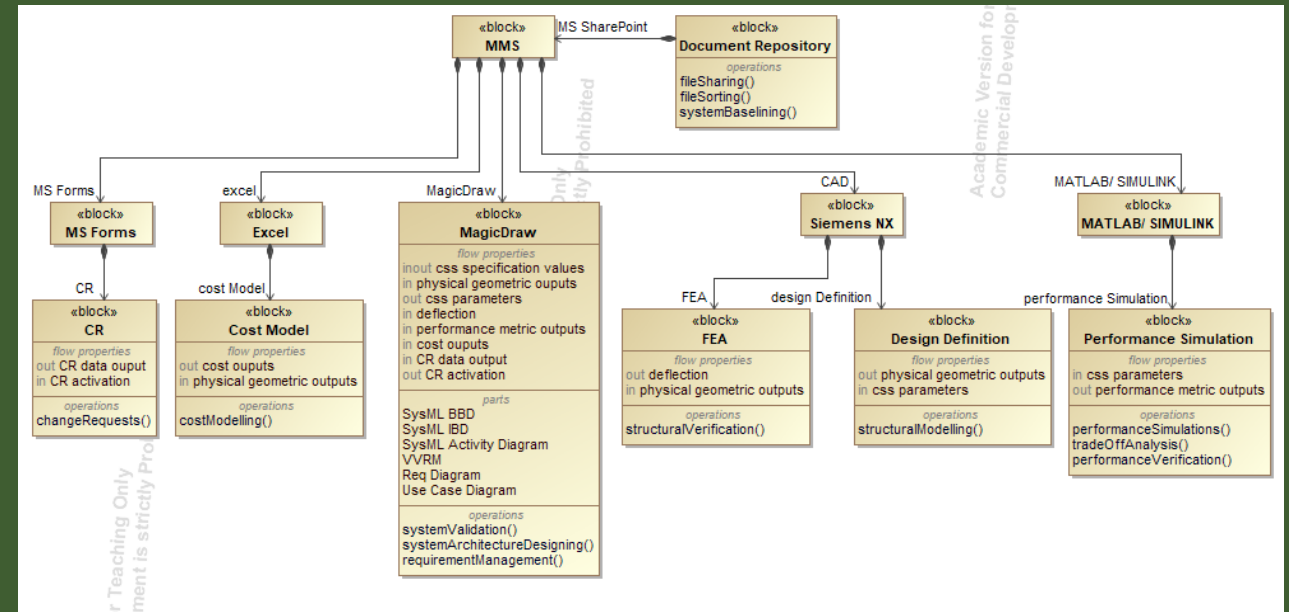 «block»
MMS
MS SharePoint
«block»
Document Repository
operations
fileSharing()
fileSorting()
systemBaselining()
MS Forms
«block»
MS Forms
excel
«block»
Excel
MagicDraw
«block»
MagicDraw
flow properties
inout css specification values
in physical geometric ouputs
out css parameters
in deflection
in performance metric outputs
in cost ouputs
in CR data output
out CR activation
parts
SysML BBD
SysML IBD
SysML Activity Diagram
VVRM
Req Diagram
Use Case Diagram
operations
systemValidation()
systemArchitectureDesigning()
requirementManagement()
CAD
«block»
Siemens NX
MATLAB/ SIMULINK
«block»
MATLAB/ SIMULINK
CR
«block»
CR
flow properties
out CR data ouput
in CR activation
operations
changeRequests()
cost Model
«block»
Cost Model
flow properties
out cost ouputs
in physical geometric outputs
operations
costModelling()
FEA
«block»
FEA
flow properties
out deflection
in physical geometric outputs
operations
structuralVerification()
design Definition
«block»
Design Definition
flow properties
out physical geometric outputs
in css parameters
operations
structuralModelling()
performance Simulation
«block»
Performance Simulation
flow properties
in css parameters
out performance metric outputs
operations
performanceSimulations()
tradeOffAnalysis()
performanceVerification()
Academic Version for
Commercial Develop
Only
tly Prohibited
r Teaching Only
ment is strictly Pro